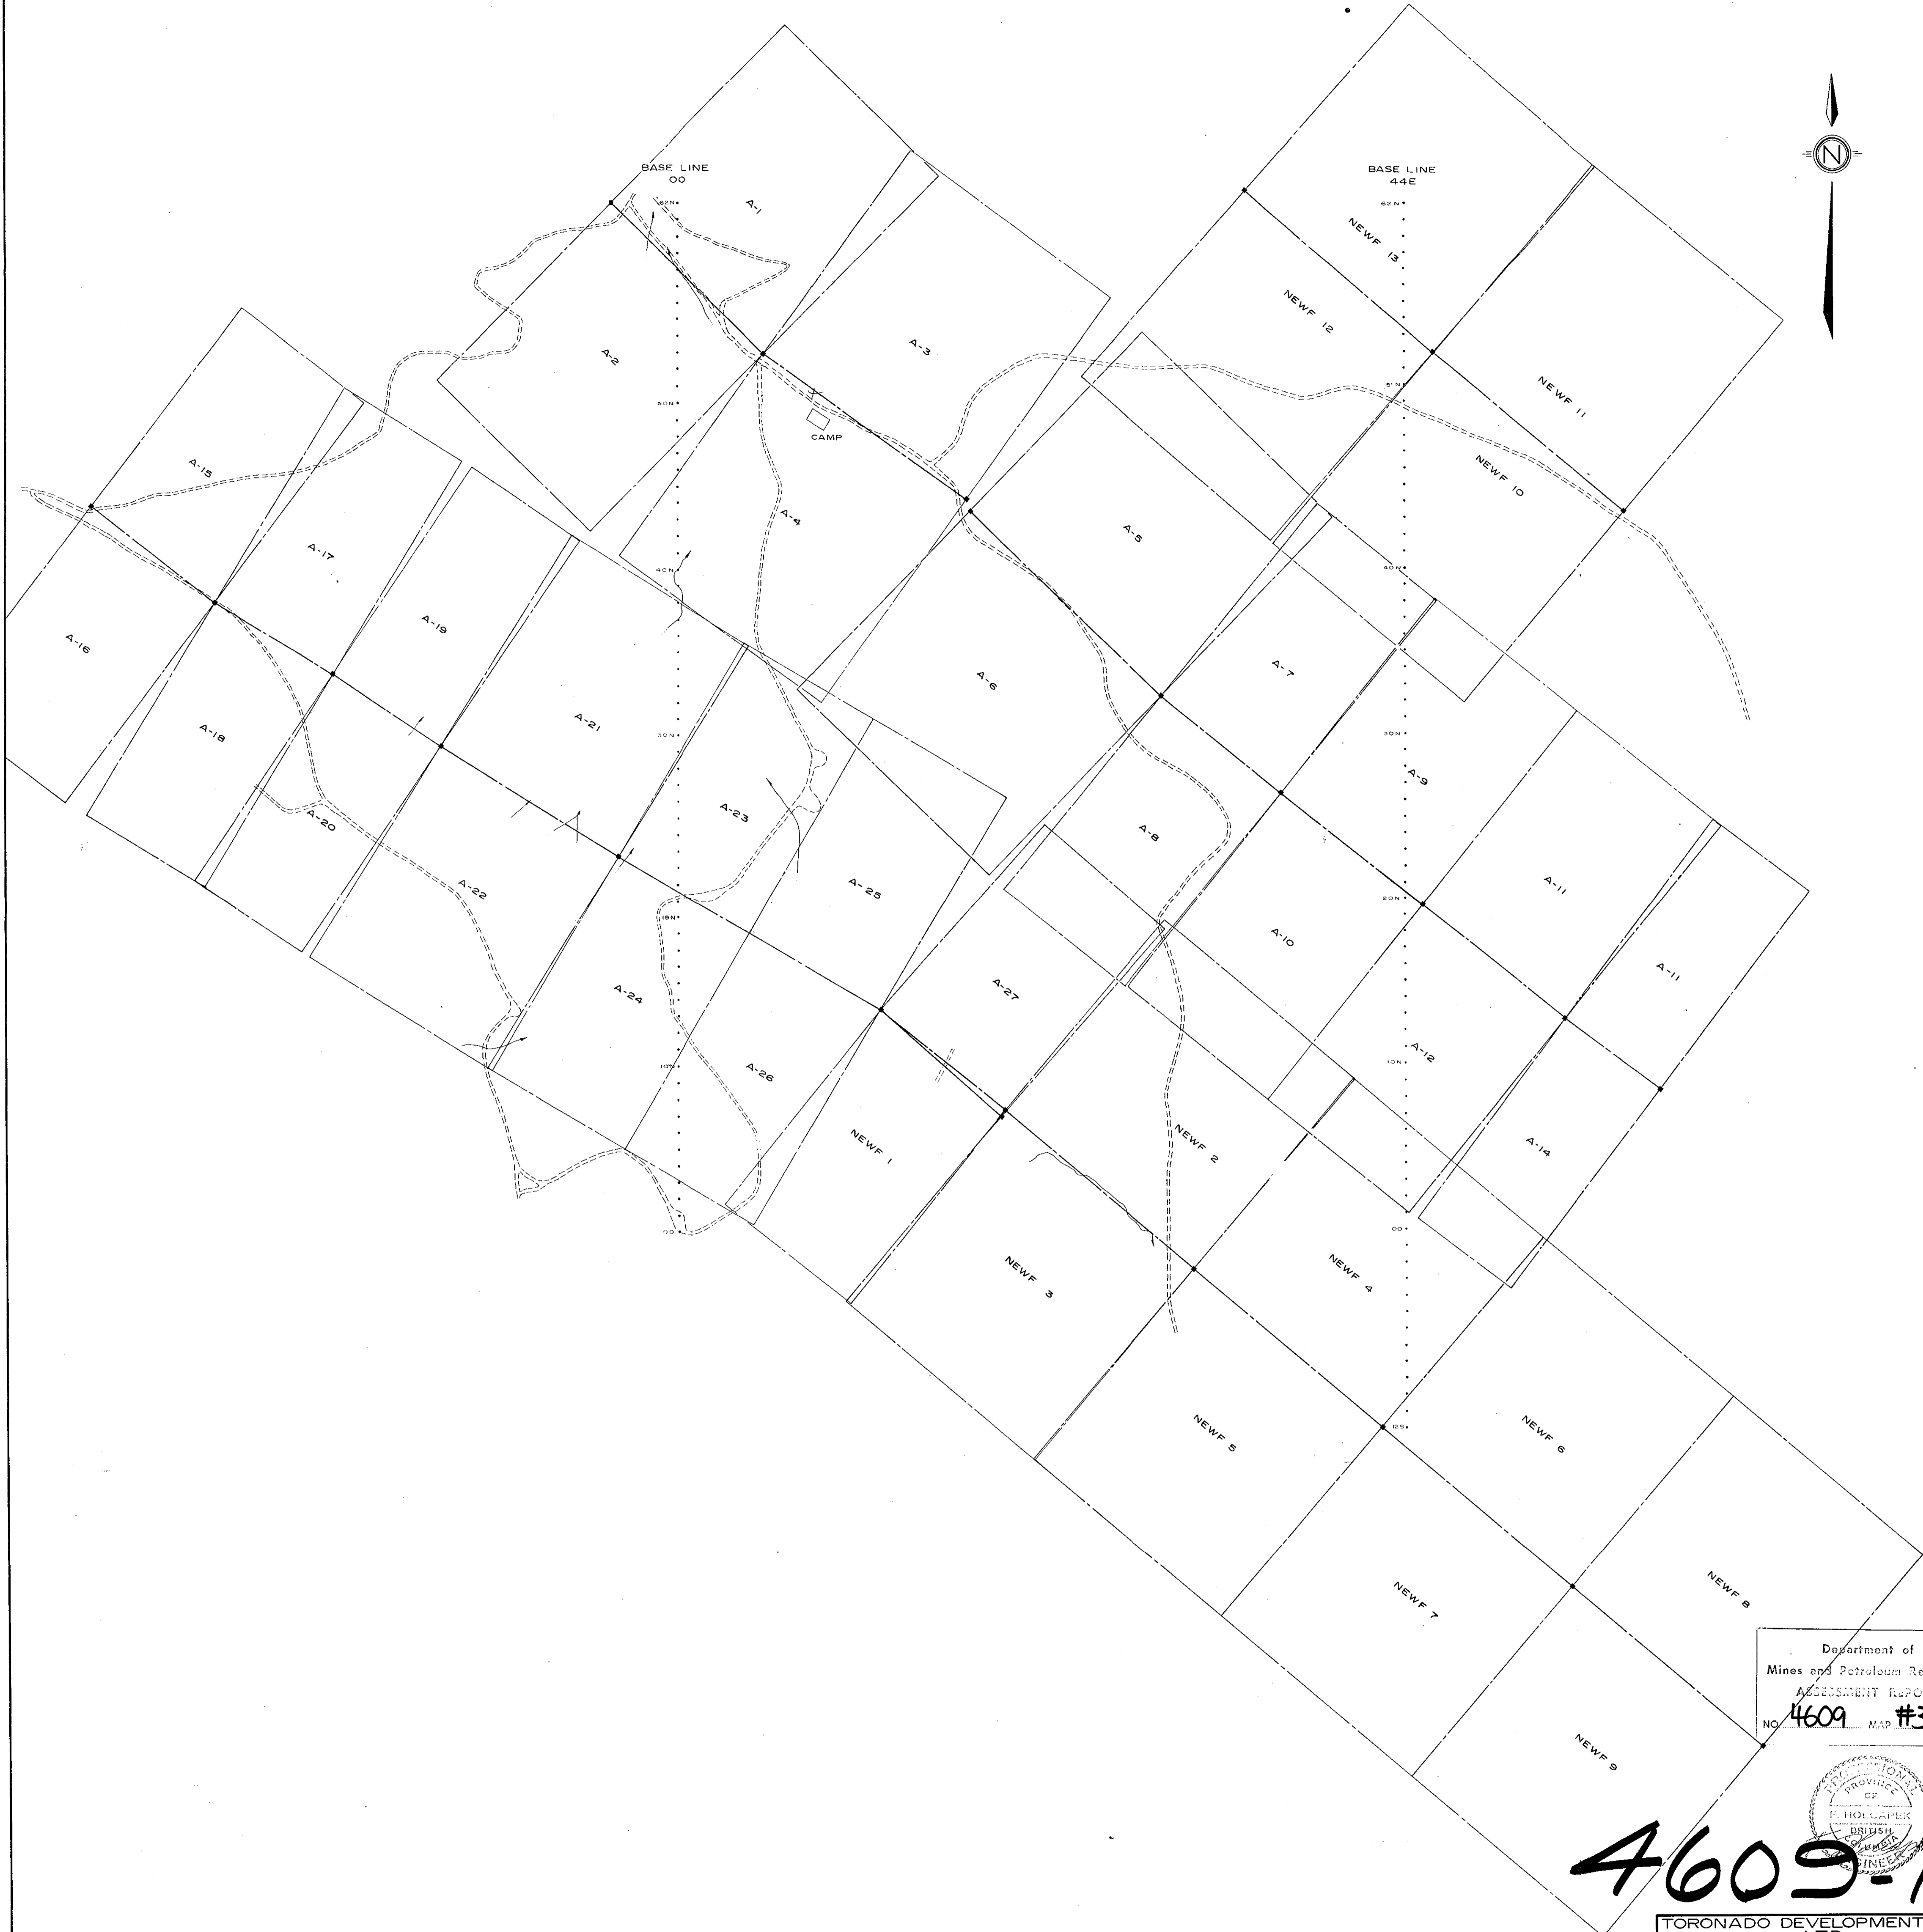 BASE LINE
00
BASE LINE
44E
N
62N
62N
A-1
NEWF 13
NEWF 12
A-2
A-3
51N
NEWF 11
50N
CAMP
A-15
NEWF 10
A-4
A-5
A-17
40N
40N
A-19
A-16
A-7
A-6
A-21
A-18
30N
30N
A-9
A-23
A-20
A-8
A-22
A-25
A-11
20N
19N
A-10
A-11
A-24
A-27
A-12
10N
10N
A-26
NEWF 1
NEWF 2
A-14
00
00
NEWF 3
NEWF 4
NEWF 5
12S
NEWF 6
NEWF 7
NEWF 8
Department of
Mines and Petroleum Re
ASSESSMENT REPO
NO 4609 MAP #3
NEWF 9
PROFESSIONAL
PROVINCE
OF
F. HOLCAPEK
BRITISH
COLUMBIA
ENGINEER
4609-
TORONADO DEVELOPMENT